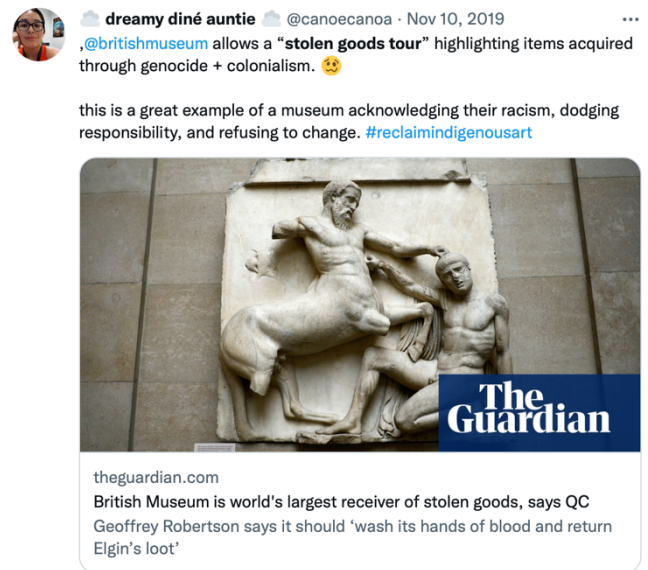 dreamy diné auntie @canoecanoa · Nov 10, 2019
,@britishmuseum allows a “stolen goods tour” highlighting items acquired
through genocide + colonialism.
this is a great example of a museum acknowledging their racism, dodging
responsibility, and refusing to change. #reclaimindigenousart
The
Guardian
theguardian.com
British Museum is world's largest receiver of stolen goods, says QC
Geoffrey Robertson says it should ‘wash its hands of blood and return
Elgin’s loot’